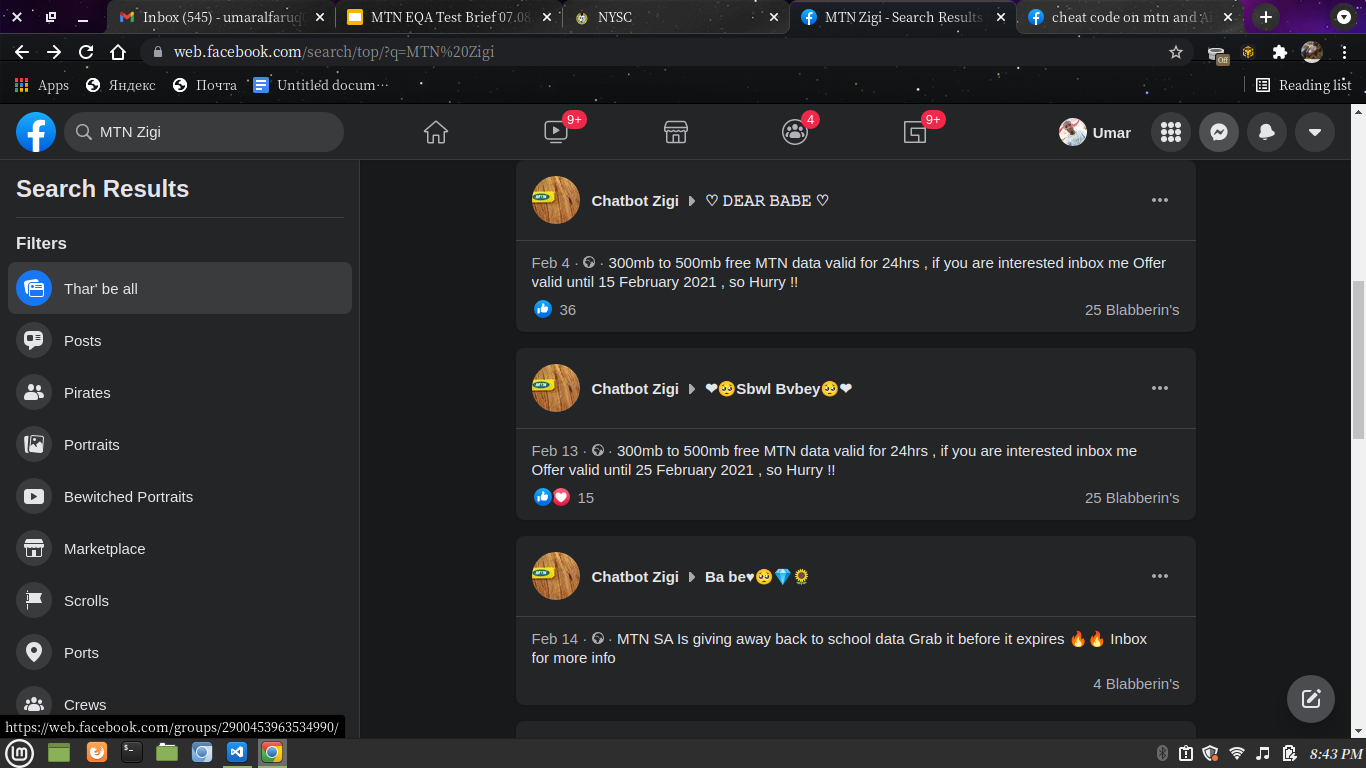 Inbox (545) - umaralfaruq
MTN EQA Test Brief 07.08
NYSC
MTN Zigi - Search Results
cheat code on mtn and Ai
web.facebook.com/search/top/?q=MTN%20Zigi
Off
Apps
Яндекс
Почта
Untitled docum…
Reading list
MTN Zigi
9+
4
9+
Umar
Search Results
Filters
Thar' be all
Posts
Pirates
Portraits
Bewitched Portraits
Marketplace
Scrolls
Ports
Crews
Chatbot Zigi ▸ ♡ 𝙳𝙴𝙰𝚁 𝙱𝙰𝙱𝙴 ♡
Feb 4 · 300mb to 500mb free MTN data valid for 24hrs , if you are interested inbox me Offer
valid until 15 February 2021 , so Hurry !!
36
25 Blabberin's
Chatbot Zigi ▸ ❤🥺Sbwl Bvbey🥺❤
Feb 13 · 300mb to 500mb free MTN data valid for 24hrs , if you are interested inbox me
Offer valid until 25 February 2021 , so Hurry !!
15
25 Blabberin's
Chatbot Zigi ▸ Ba be♥🥺💎🌻
Feb 14 · MTN SA Is giving away back to school data Grab it before it expires 🔥🔥 Inbox
for more info
4 Blabberin's
https://web.facebook.com/groups/2900453963534990/
8:43 PM